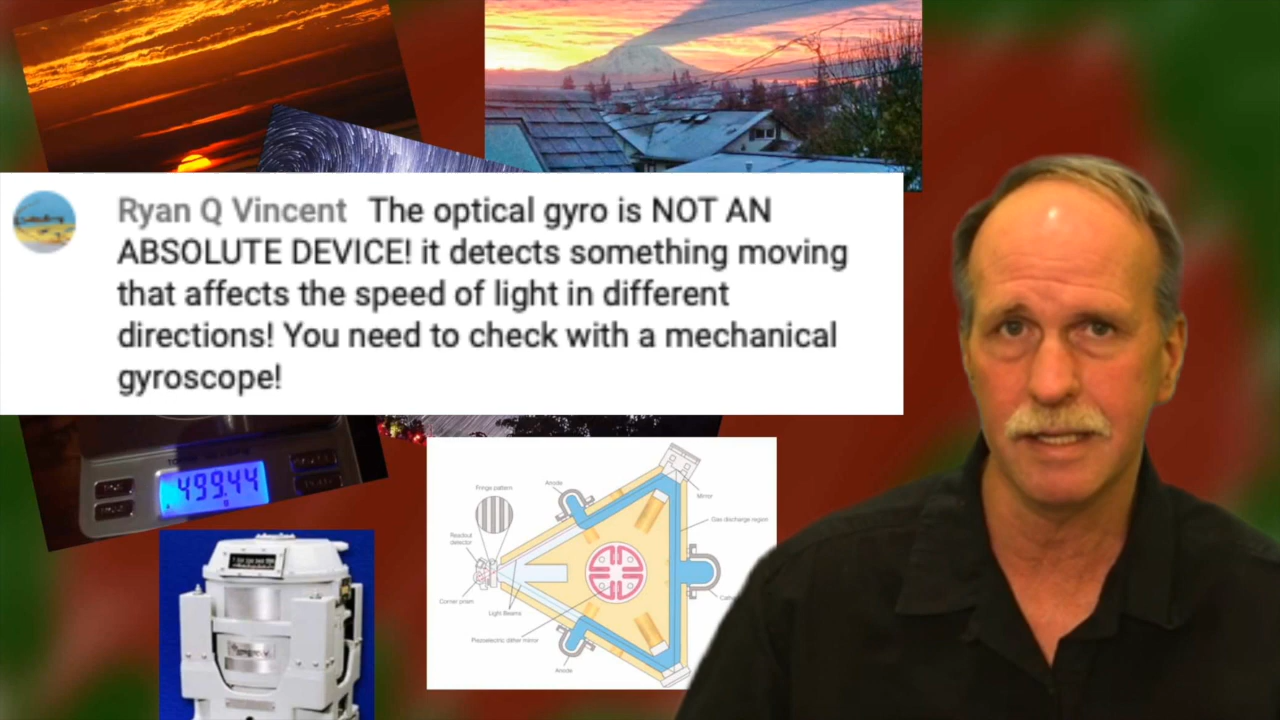 Ryan Q Vincent The optical gyro is NOT AN
ABSOLUTE DEVICE! it detects something moving
that affects the speed of light in different
directions! You need to check with a mechanical
gyroscope!
499.44
Fringe pattern
Anode
Mirror
Gas discharge region
Readout
detector
Corner prism
Light Beams
Piezoelectric dither mirror
Anode